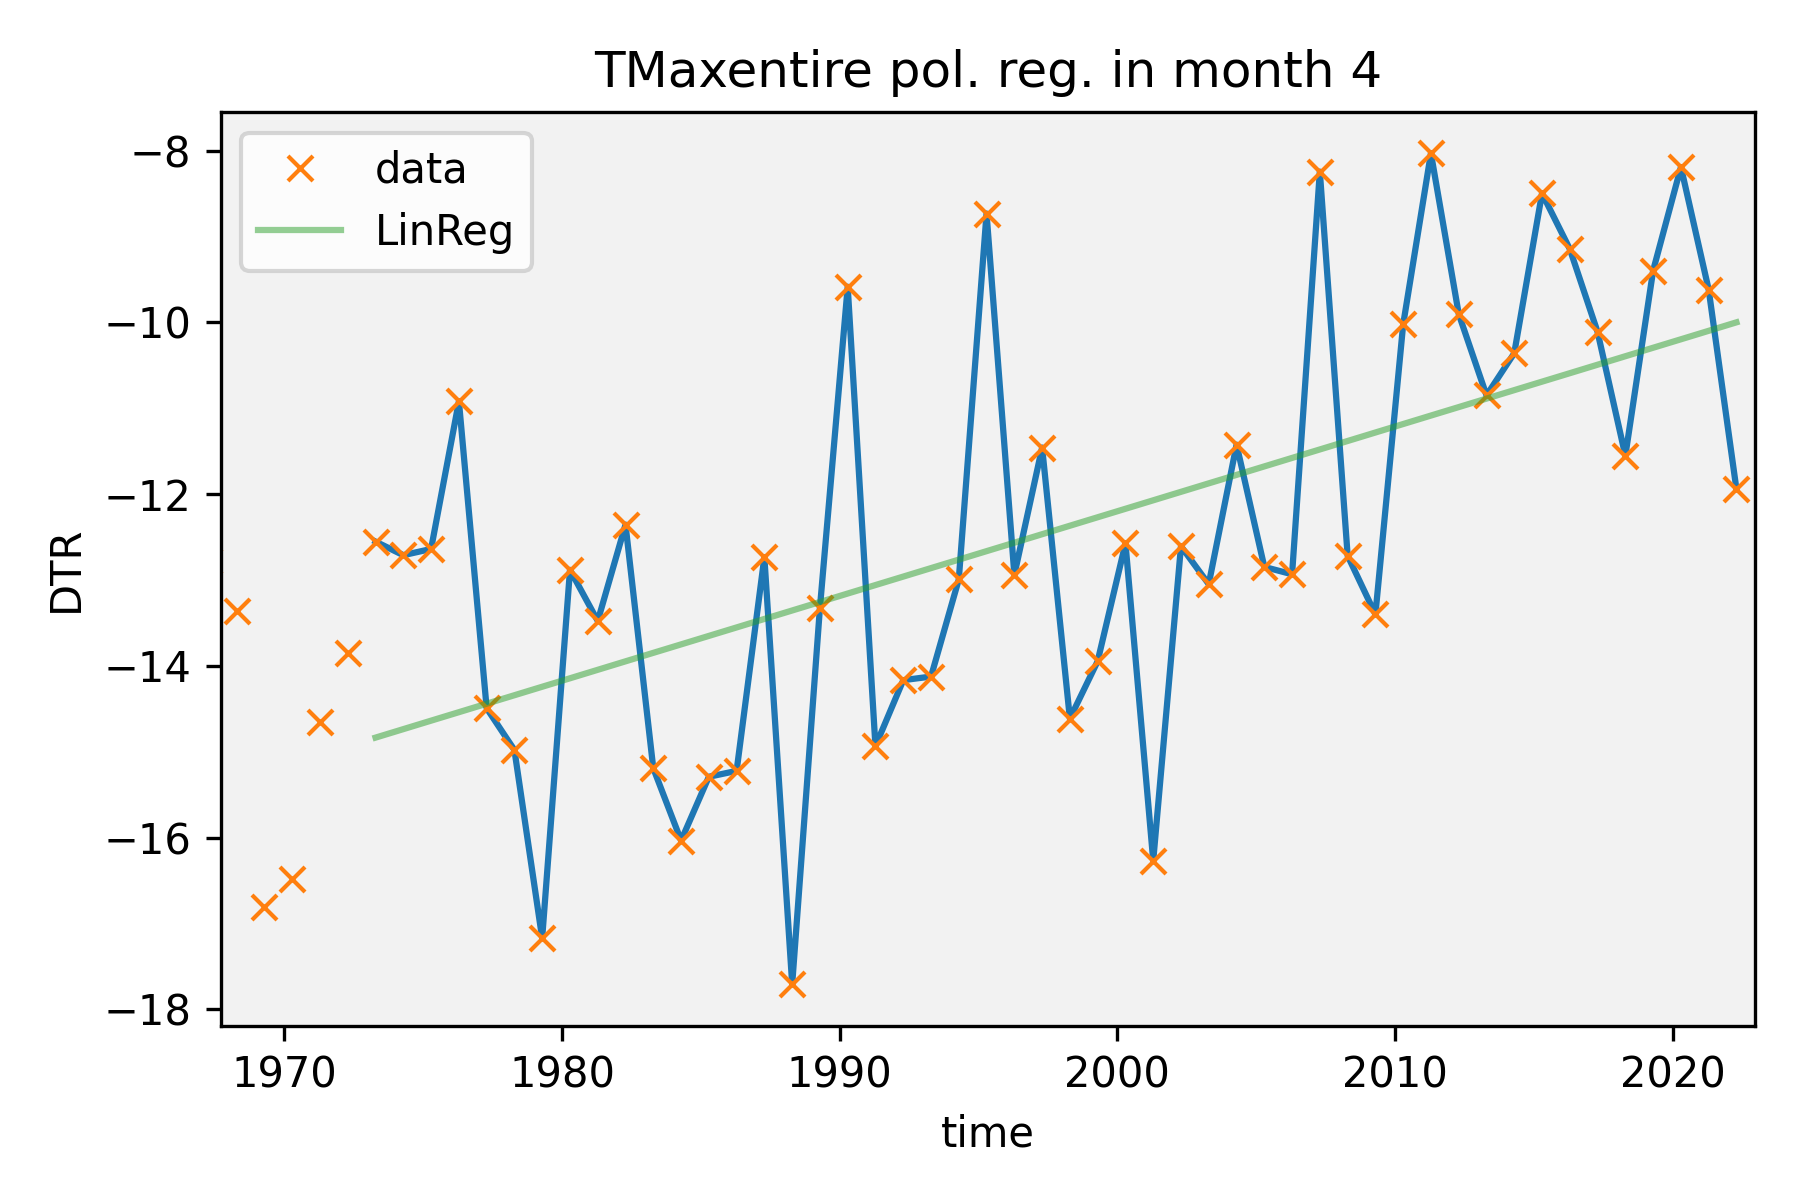 TMaxentire pol. reg. in month 4
data
LinReg
DTR
−8
−10
−12
−14
−16
−18
1970 1980 1990 2000 2010 2020
time